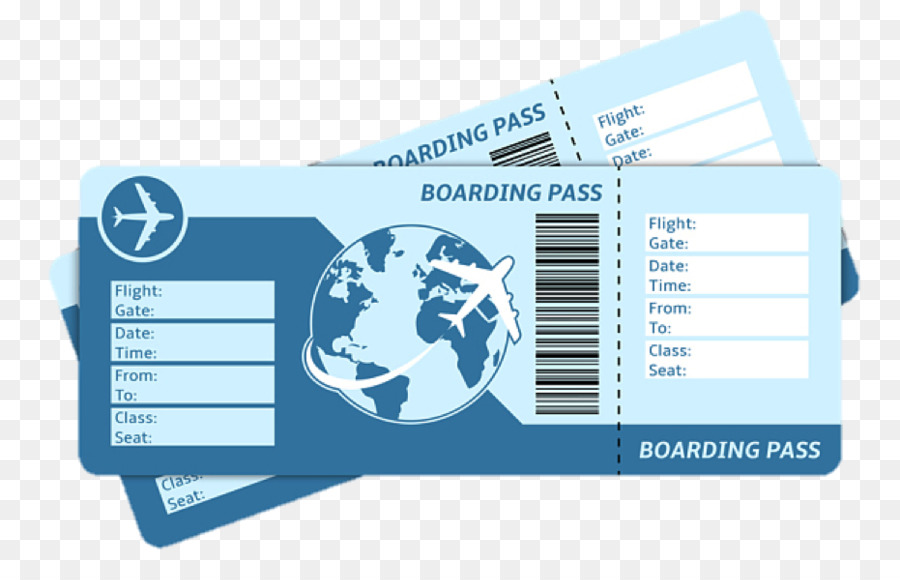 BOARDING PASS
Flight:
Gate:
Date:
BOARDING PASS
Flight:
Gate:
Date:
Time:
From:
To:
Class:
Seat:
Flight:
Gate:
Date:
Time:
From:
To:
Class:
Seat:
BOARDING PASS
Class:
Seat: